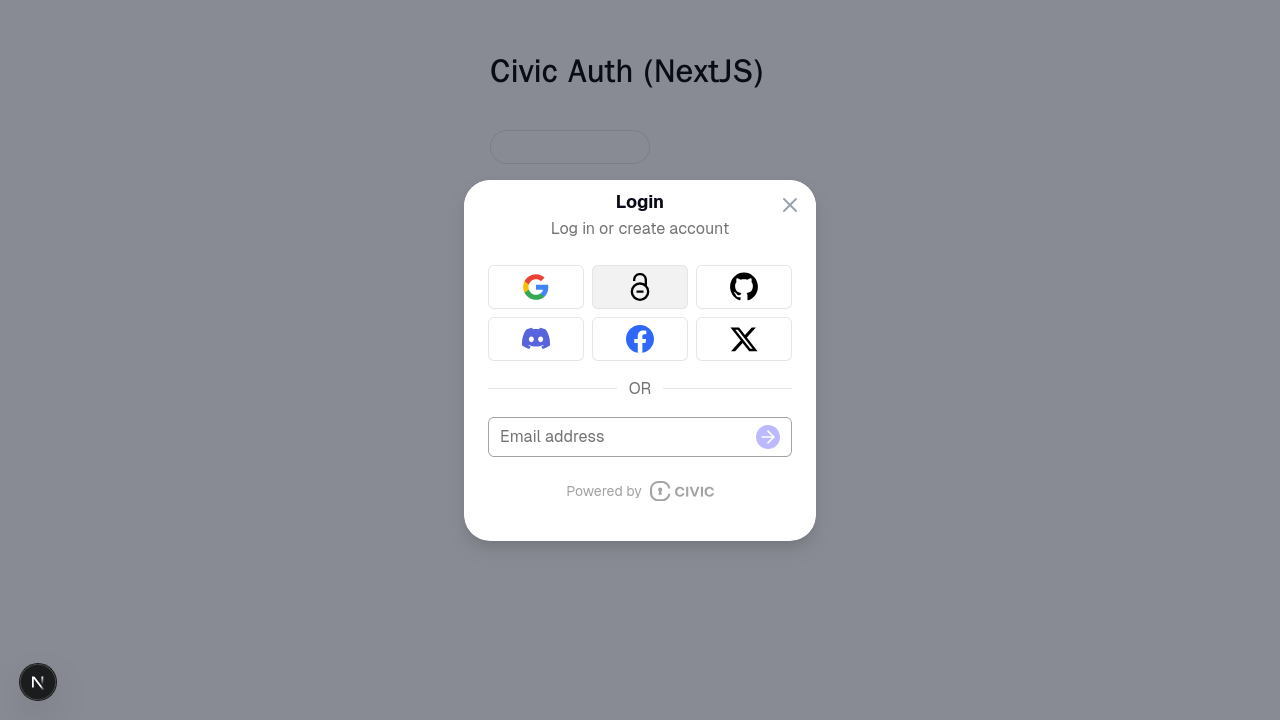 Civic Auth (NextJS)
Login
Log in or create account
OR
Email address
Powered by CIVIC
N